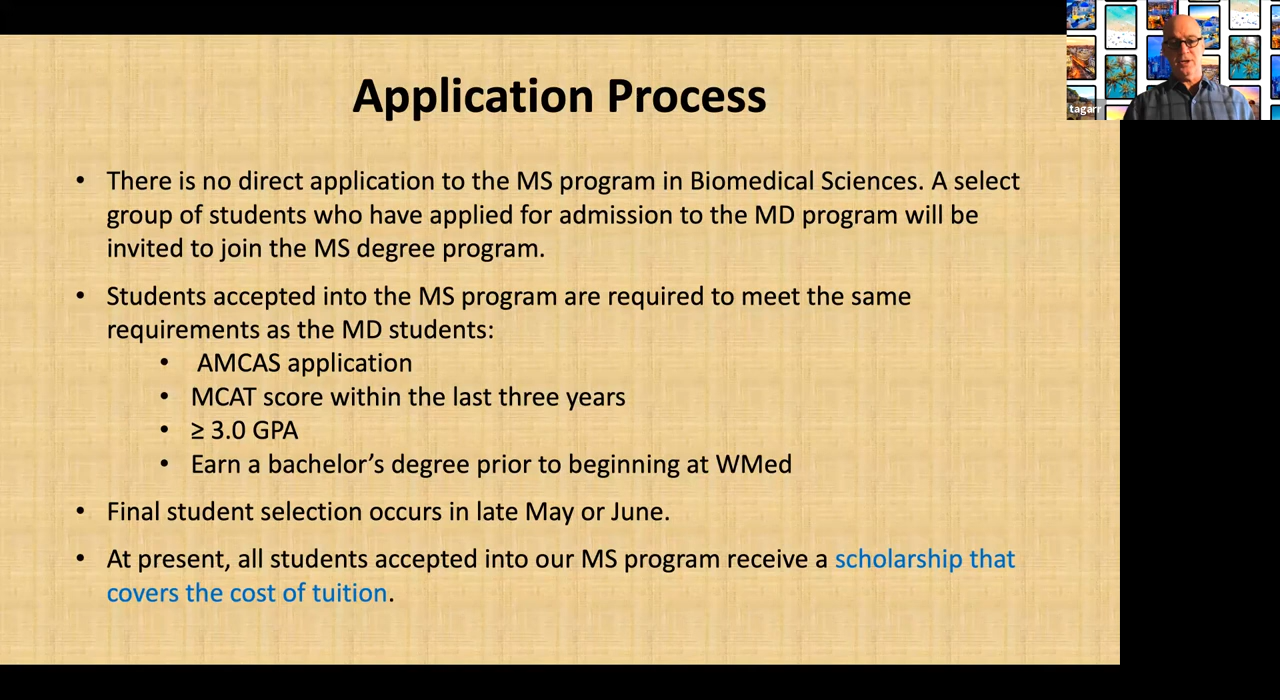 Application Process
tagarr
• There is no direct application to the MS program in Biomedical Sciences. A select
group of students who have applied for admission to the MD program will be
invited to join the MS degree program.
• Students accepted into the MS program are required to meet the same
requirements as the MD students:
• AMCAS application
• MCAT score within the last three years
• ≥ 3.0 GPA
• Earn a bachelor’s degree prior to beginning at WMed
• Final student selection occurs in late May or June.
• At present, all students accepted into our MS program receive a scholarship that
covers the cost of tuition.